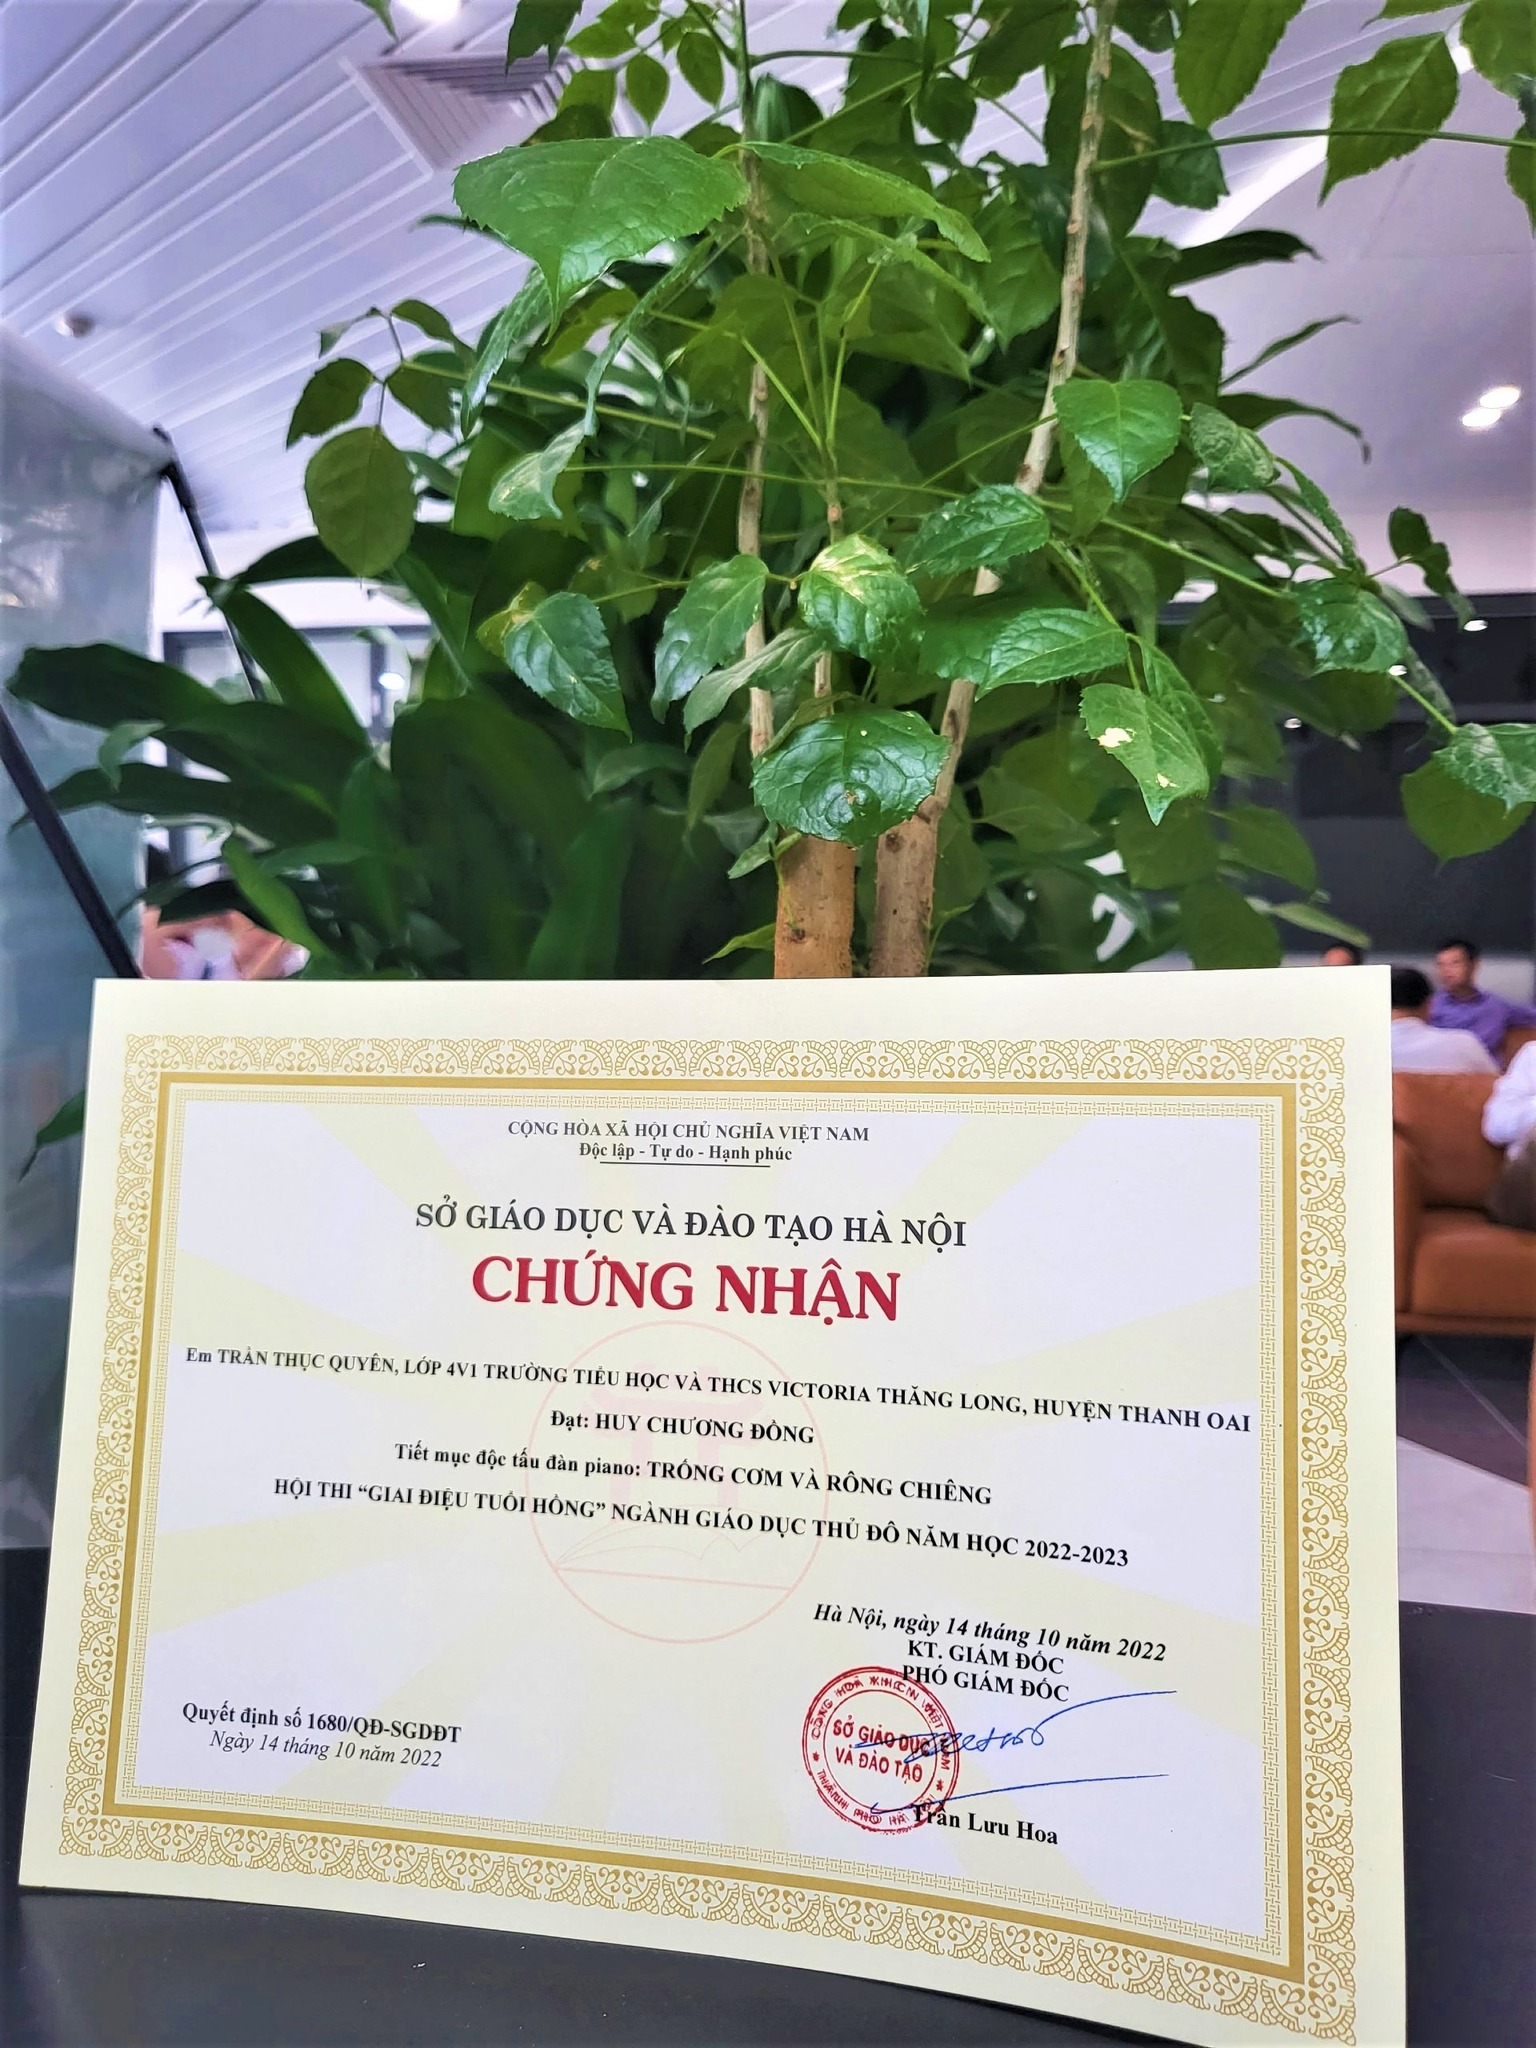 CỘNG HÒA XÃ HỘI CHỦ NGHĨA VIỆT NAM
Độc lập - Tự do - Hạnh phúc
SỞ GIÁO DỤC VÀ ĐÀO TẠO HÀ NỘI
CHỨNG NHẬN
Em TRẦN THỤC QUYÊN, LỚP 4V1 TRƯỜNG TIỂU HỌC VÀ THCS VICTORIA THĂNG LONG, HUYỆN THANH OAI
Đạt: HUY CHƯƠNG ĐỒNG
Tiết mục độc tấu đàn piano: TRỐNG CƠM VÀ RÔNG CHIÊNG
HỘI THI “GIAI ĐIỆU TUỔI HỒNG” NGÀNH GIÁO DỤC THỦ ĐÔ NĂM HỌC 2022-2023
Hà Nội, ngày 14 tháng 10 năm 2022
KT. GIÁM ĐỐC
PHÓ GIÁM ĐỐC
SỞ GIÁO DỤC
VÀ ĐÀO TẠO
Trần Lưu Hoa
Quyết định số 1680/QĐ-SGDĐT
Ngày 14 tháng 10 năm 2022